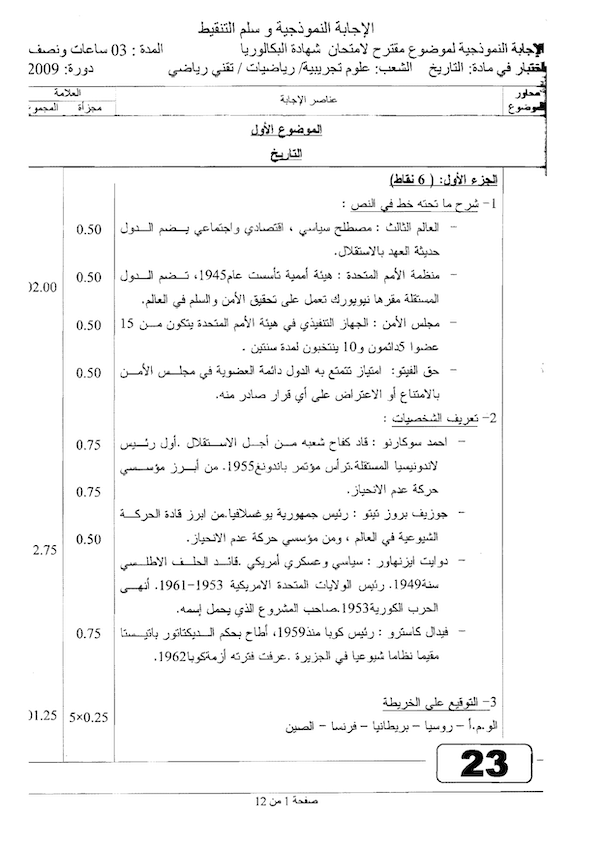 الإجابة النموذجية و سلم التنقيط
الإجابة النموذجية لموضوع مقترح لامتحان شهادة البكالوريا المدة : 03 ساعات ونصف
اختبار في مادة: التاريخ الشعب: علوم تجريبية/ رياضيات / تقني رياضي دورة: 2009
محاور الموضوع عناصر الإجابة العلامة
مجزأة المجموع
الموضوع الأول
التاريخ
الجزء الأول: ( 6 نقاط)
1- شرح ما تحته خط في النص :
- العالم الثالث : مصطلح سياسي ، اقتصادي واجتماعي يضم الدول 0.50
حديثة العهد بالاستقلال.
- منظمة الأمم المتحدة : هيئة أممية تأسست عام1945، تضم الدول 0.50 02.00
المستقلة مقرها نيويورك تعمل على تحقيق الأمن والسلم في العالم.
- مجلس الأمن : الجهاز التنفيذي في هيئة الأمم المتحدة يتكون من 15 0.50
عضوا 5دائمون و10 ينتخبون لمدة سنتين .
- حق الفيتو: امتياز تتمتع به الدول دائمة العضوية في مجلس الأمن 0.50
بالامتناع أو الاعتراض على أي قرار صادر منه.
2- تعريف الشخصيات :
- احمد سوكارنو : قاد كفاح شعبه من أجل الاستقلال .أول رئيس 0.75
لاندونيسيا المستقلة.ترأس مؤتمر باندونغ1955. من أبرز مؤسسي
حركة عدم الانحياز. 0.75
- جوزيف بروز تيتو : رئيس جمهورية يوغسلافيا.من ابرز قادة الحركة
الشيوعية في العالم ، ومن مؤسسي حركة عدم الانحياز. 0.50 2.75
- دوايت ايزنهاور : سياسي وعسكري أمريكي .قائد الحلف الاطلسي
سنة1949. رئيس الولايات المتحدة الامريكية 1953-1961. أنهى
الحرب الكورية1953.صاحب المشروع الذي يحمل إسمه.
- فيدال كاسترو : رئيس كوبا منذ1959، أطاح بحكم الديكتاتور باتيستا 0.75
مقيما نظاما شيوعيا في الجزيرة .عرفت فترته أزمةكوبا1962.
3- التوقيع على الخريطة
الو.م.أ - روسيا - بريطانيا - فرنسا - الصين 5×0.25 01.25
23
صفحة 1 من 12